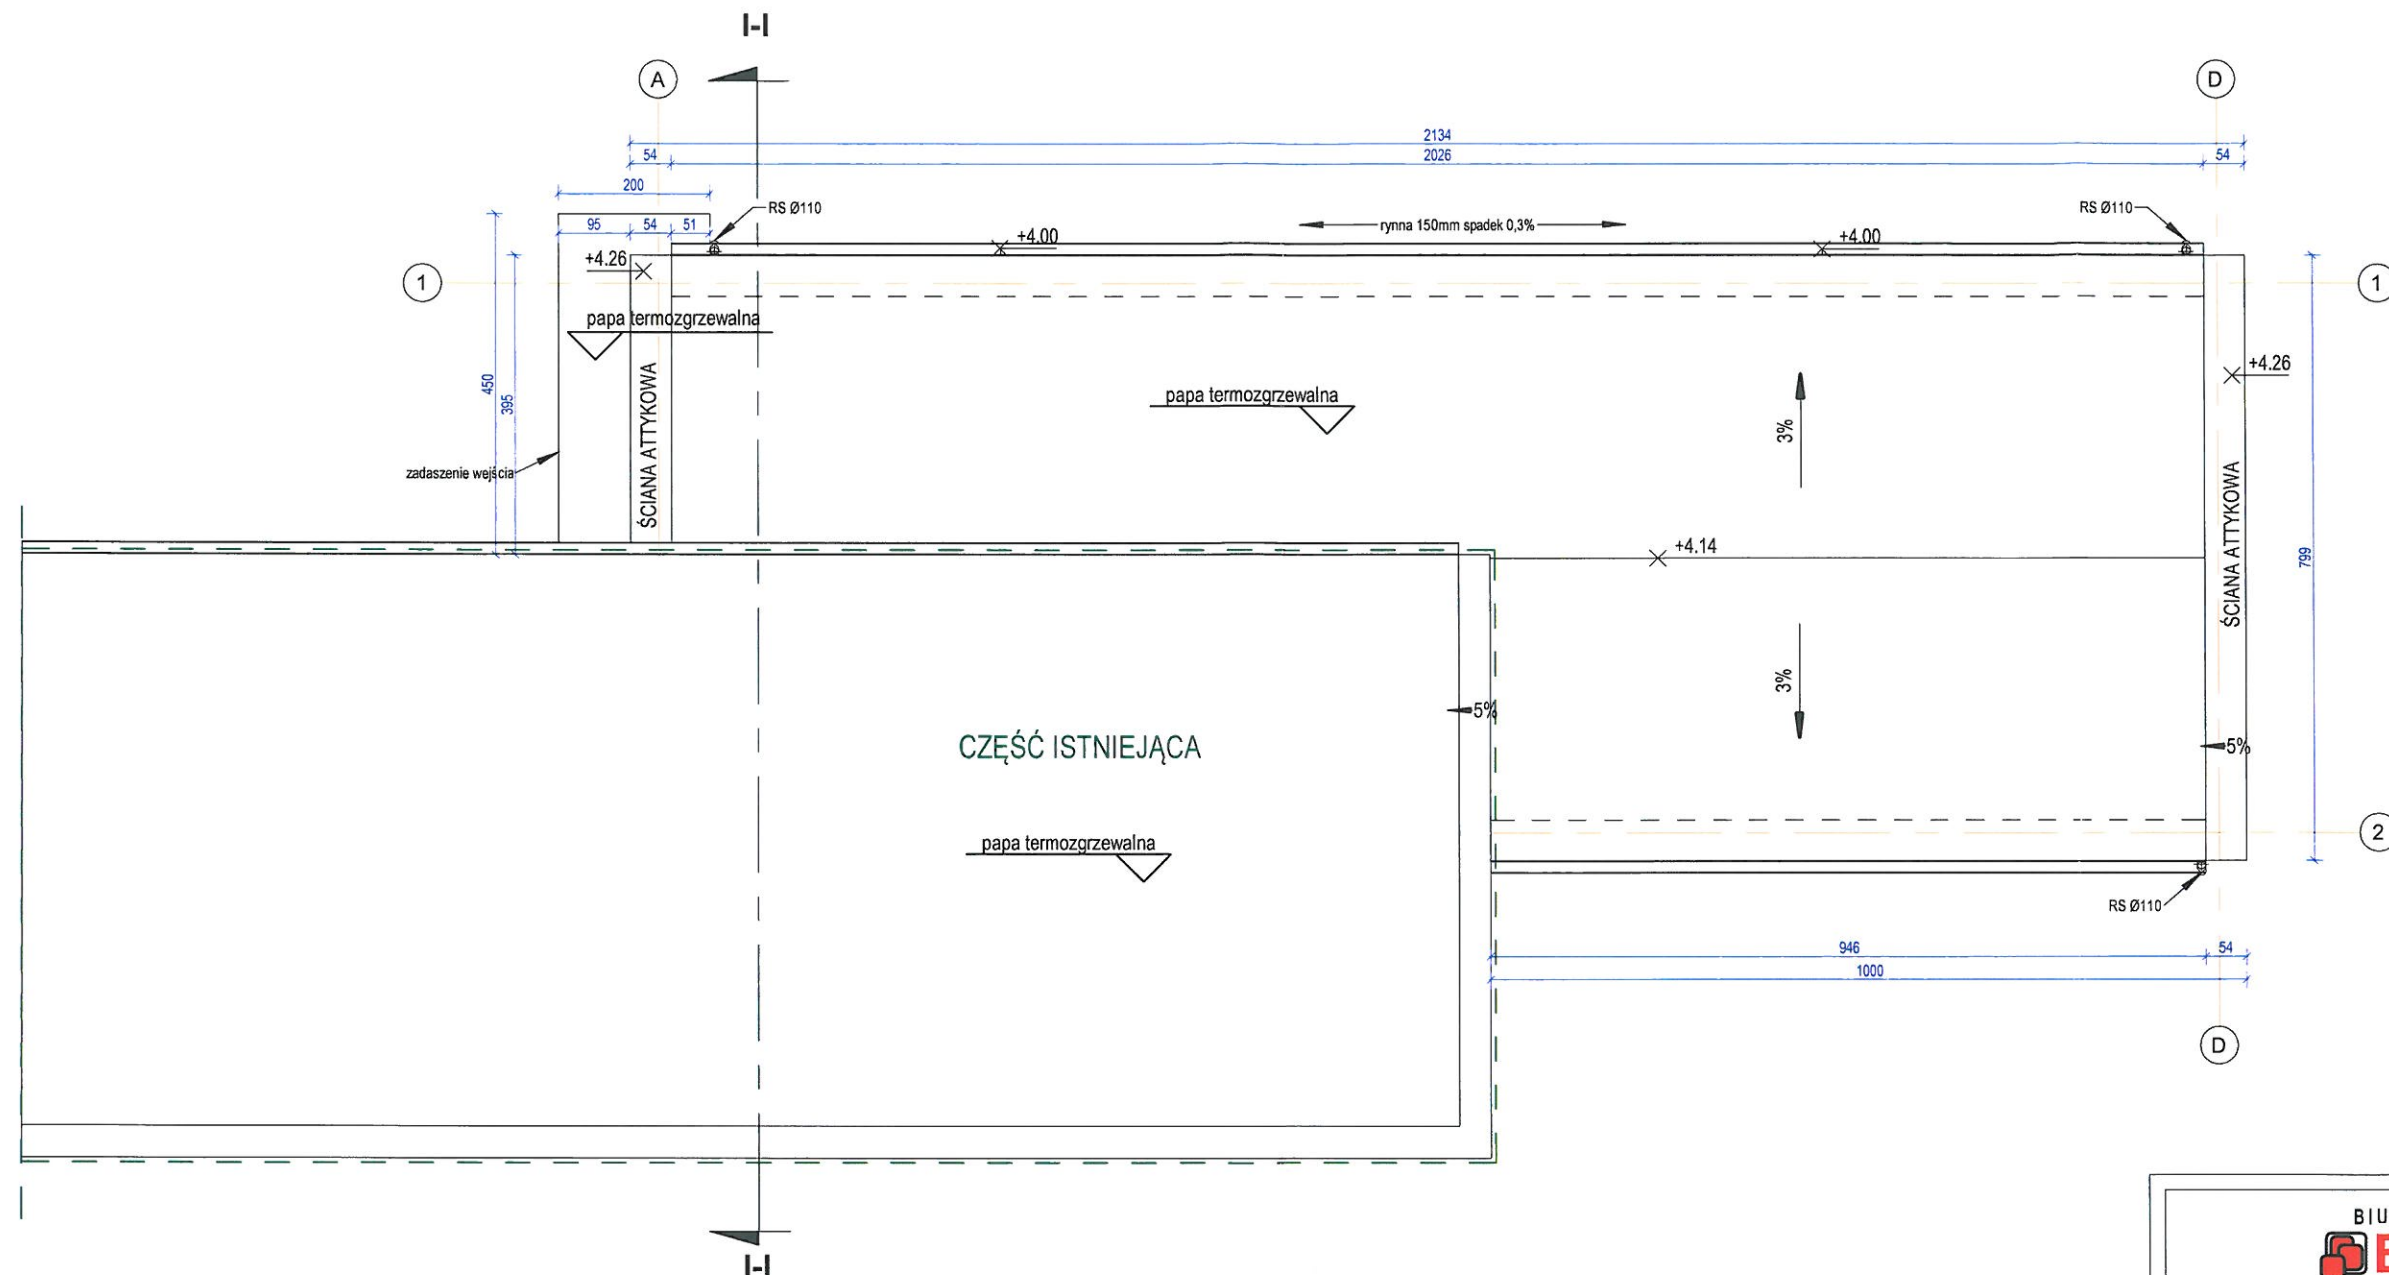 I-I
A
D
2134
54
2026
54
200
RS Ø110
RS Ø110
95
54
51
rynna 150mm spadek 0,3%
+4.00
+4.00
+4.26
1
1
papa termozgrzewalna
+4.26
450
395
ŚCIANA ATTYKOWA
papa termozgrzewalna
3%
zadaszenie wejścia
ŚCIANA ATTYKOWA
+4.14
799
3%
5%
CZĘŚĆ ISTNIEJĄCA
5%
papa termozgrzewalna
2
RS Ø110
946
54
1000
D
BIU
I-I